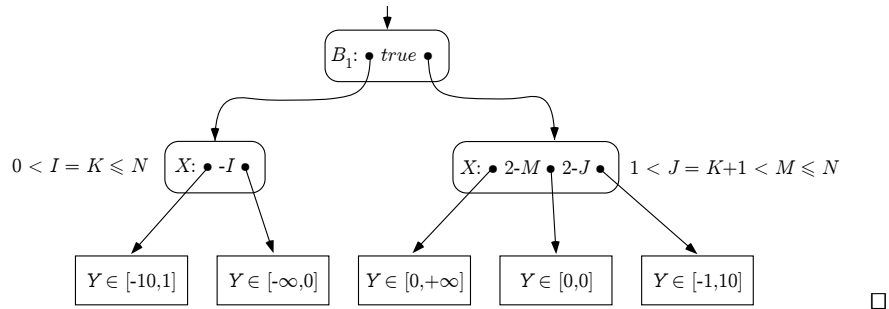 B₁: • true •
0 < I = K ⩽ N X: • -I • X: • 2-M • 2-J • 1 < J = K+1 < M ⩽ N
Y ∈ [-10,1] Y ∈ [-∞,0] Y ∈ [0,+∞] Y ∈ [0,0] Y ∈ [-1,10] □